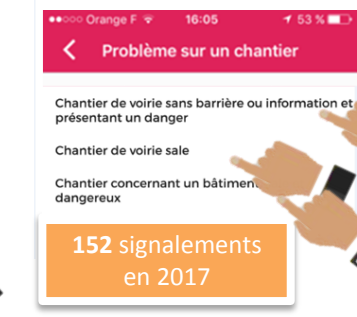 Orange F 16:05 53 %
Problème sur un chantier
Chantier de voirie sans barrière ou information et
présentant un danger
Chantier de voirie sale
Chantier concernant un bâtiment
dangereux
152 signalements
en 2017